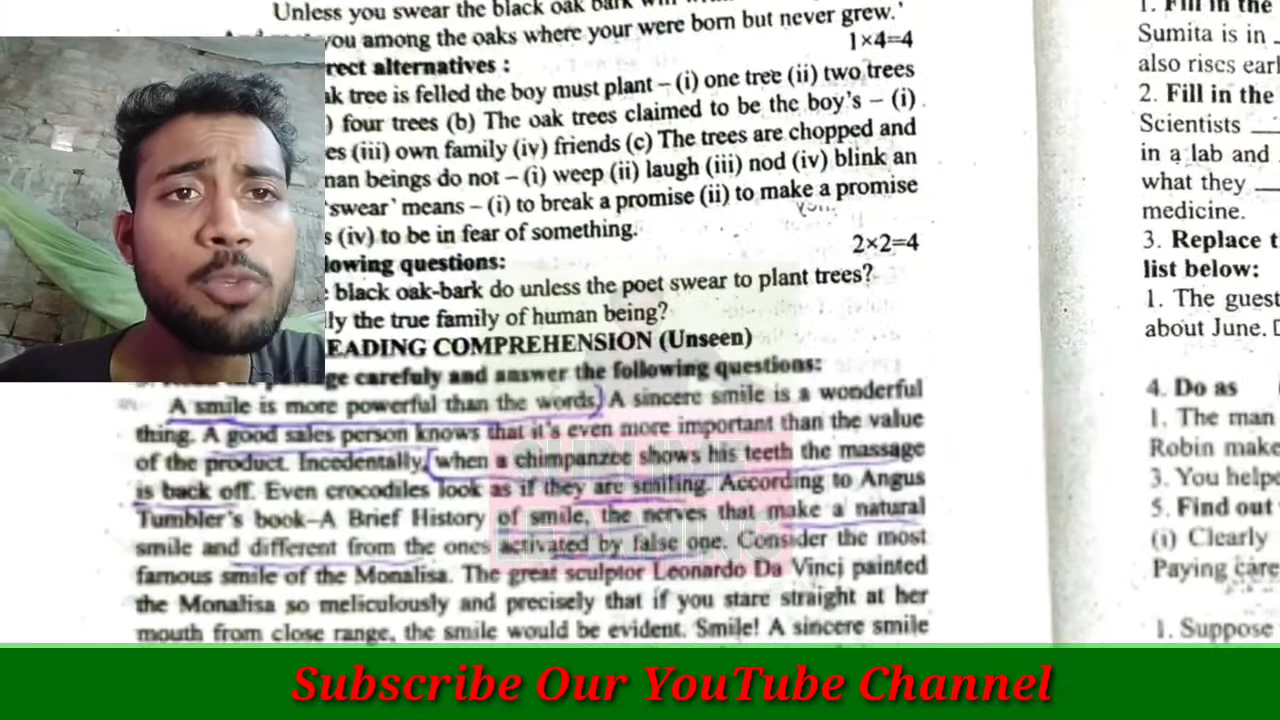 Unless you swear the black oak bark
you among the oaks where your were born but never grew.'
1×4=4
rect alternatives :
ak tree is felled the boy must plant – (i) one tree (ii) two trees
) four trees (b) The oak trees claimed to be the boy's – (i)
es (iii) own family (iv) friends (c) The trees are chopped and
nan beings do not – (i) weep (ii) laugh (iii) nod (iv) blink an
'swear' means – (i) to break a promise (ii) to make a promise
s (iv) to be in fear of something.
2×2=4
lowing questions:
black oak-bark do unless the poet swear to plant trees?
lly the true family of human being?
EADING COMPREHENSION (Unseen)
ge carefuly and answer the following questions:
A smile is more powerful than the words. A sincere smile is a wonderful
thing. A good sales person knows that it's even more important than the value
of the product. Incedentally, when a chimpanzee shows his teeth the massage
is back off. Even crocodiles look as if they are smiling. According to Angus
Tumbler's book–A Brief History of smile, the nerves that make a natural
smile and different from the ones activated by false one. Consider the most
famous smile of the Monalisa. The great sculptor Leonardo Da Vinci painted
the Monalisa so meliculously and precisely that if you stare straight at her
mouth from close range, the smile would be evident. Smile! A sincere smile
1. Fill in the
Sumita is in
also rises earl
2. Fill in the
Scientists
in a lab and
what they
medicine.
3. Replace t
list below:
1. The guest
about June. D
4. Do as
1. The man
Robin make
3. You helpe
5. Find out
(i) Clearly
Paying care
1. Suppose
SUBLIME
LEARNING
Subscribe Our YouTube Channel